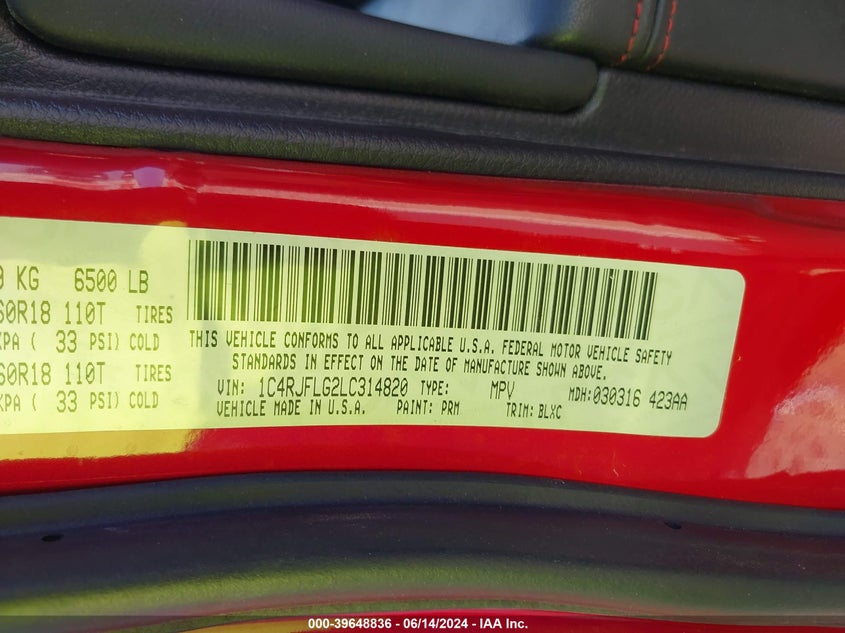 KG 6500 LB
60R18 110T TIRES
KPA ( 33 PSI) COLD
60R18 110T TIRES
KPA ( 33 PSI) COLD
THIS VEHICLE CONFORMS TO ALL APPLICABLE U.S.A. FEDERAL MOTOR VEHICLE SAFETY
STANDARDS IN EFFECT ON THE DATE OF MANUFACTURE SHOWN ABOVE.
VIN: 1C4RJFLG2LC314820 TYPE: MPV MDH: 030316 423AA
VEHICLE MADE IN U.S.A. PAINT: PRM TRIM: BLXC
000-39648836 - 06/14/2024 - IAA Inc.